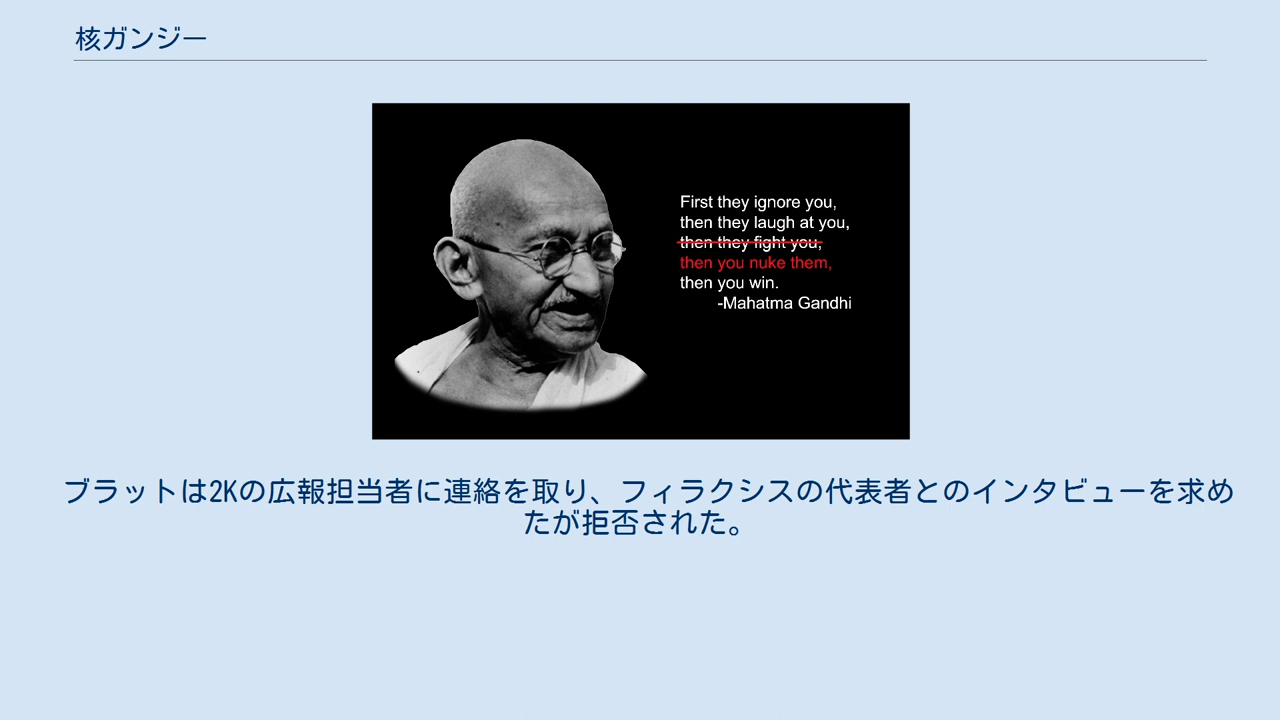 核ガンジー
First they ignore you,
then they laugh at you,
then they fight you,
then you nuke them,
then you win.
-Mahatma Gandhi
ブラットは2Kの広報担当者に連絡を取り、フィラクシスの代表者とのインタビューを求め
たが拒否された。